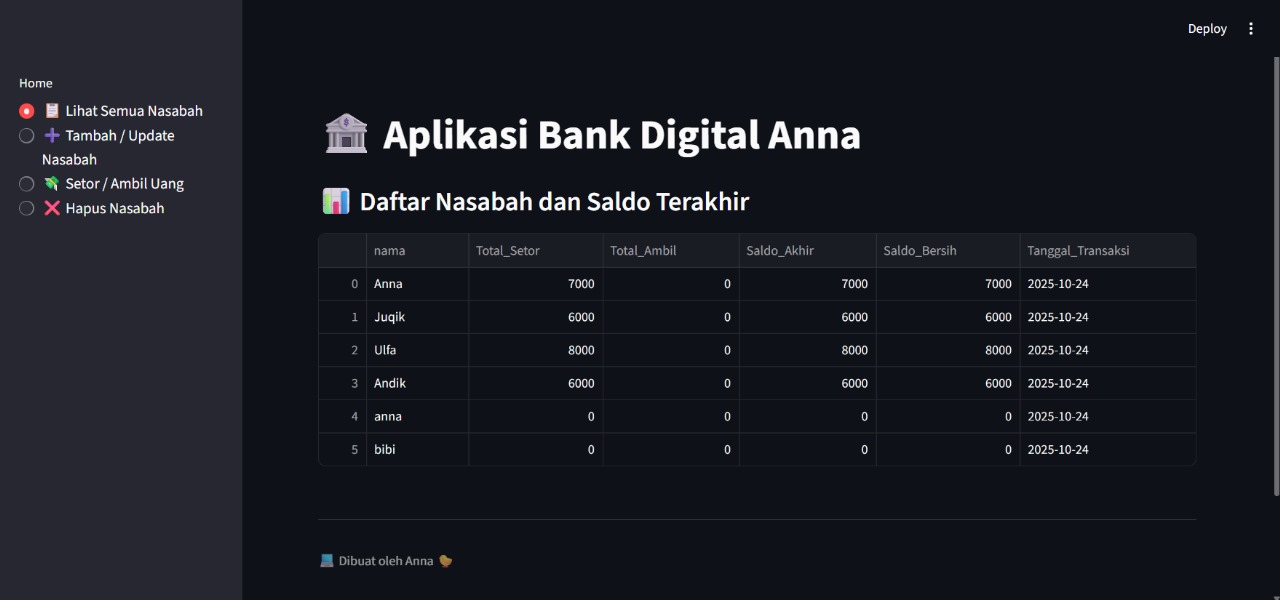 Deploy
Home
Lihat Semua Nasabah
Tambah / Update
Nasabah
Setor / Ambil Uang
Hapus Nasabah
Aplikasi Bank Digital Anna
Daftar Nasabah dan Saldo Terakhir
nama Total_Setor Total_Ambil Saldo_Akhir Saldo_Bersih Tanggal_Transaksi
0 Anna 7000 0 7000 7000 2025-10-24
1 Juqik 6000 0 6000 6000 2025-10-24
2 Ulfa 8000 0 8000 8000 2025-10-24
3 Andik 6000 0 6000 6000 2025-10-24
4 anna 0 0 0 0 2025-10-24
5 bibi 0 0 0 0 2025-10-24
Dibuat oleh Anna